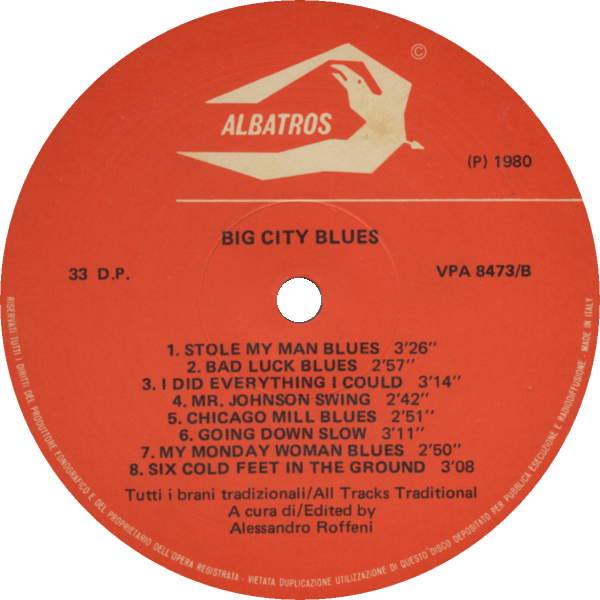 ©
ALBATROS
(P) 1980
BIG CITY BLUES
33 D.P.
VPA 8473/B
1. STOLE MY MAN BLUES 3'26''
2. BAD LUCK BLUES 2'57''
3. I DID EVERYTHING I COULD 3'14''
4. MR. JOHNSON SWING 2'42''
5. CHICAGO MILL BLUES 2'51''
6. GOING DOWN SLOW 3'11''
7. MY MONDAY WOMAN BLUES 2'50''
8. SIX COLD FEET IN THE GROUND 3'08
Tutti i brani tradizionali/All Tracks Traditional
A cura di/Edited by
Alessandro Roffeni
RISERVATI TUTTI I DIRITTI DEL PRODUTTORE FONOGRAFICO E DEL PROPRIETARIO DELL'OPERA REGISTRATA - VIETATA DUPLICAZIONE UTILIZZAZIONE DI QUESTO DISCO DEPOSITATO PER PUBBLICA ESECUZIONE E RADIODIFFUSIONE - MADE IN ITALY